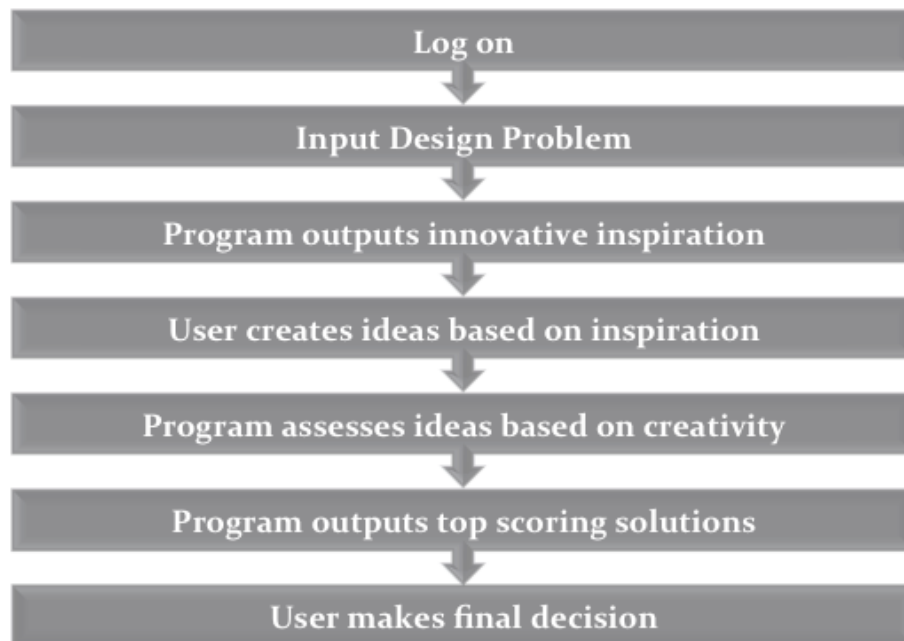 Log on
Input Design Problem
Program outputs innovative inspiration
User creates ideas based on inspiration
Program assesses ideas based on creativity
Program outputs top scoring solutions
User makes final decision